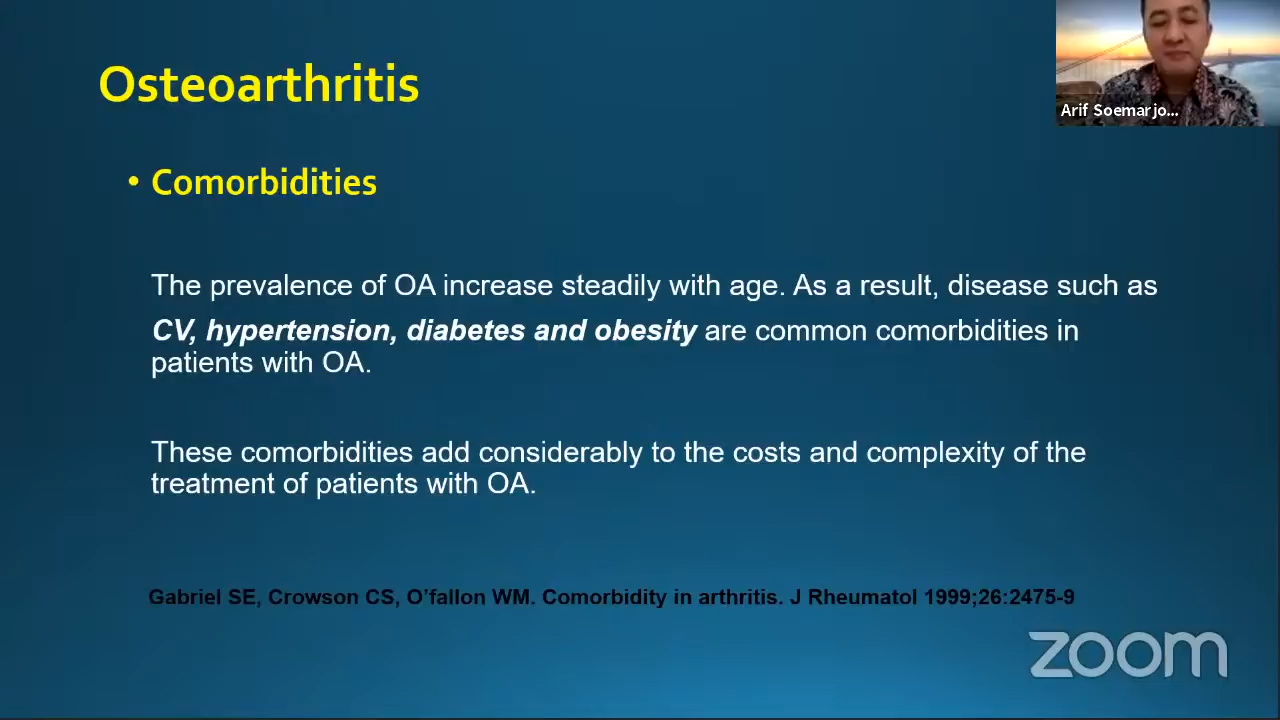 Osteoarthritis
Arif Soemarjo...
• Comorbidities
The prevalence of OA increase steadily with age. As a result, disease such as
CV, hypertension, diabetes and obesity are common comorbidities in
patients with OA.
These comorbidities add considerably to the costs and complexity of the
treatment of patients with OA.
Gabriel SE, Crowson CS, O'fallon WM. Comorbidity in arthritis. J Rheumatol 1999;26:2475-9
zoom